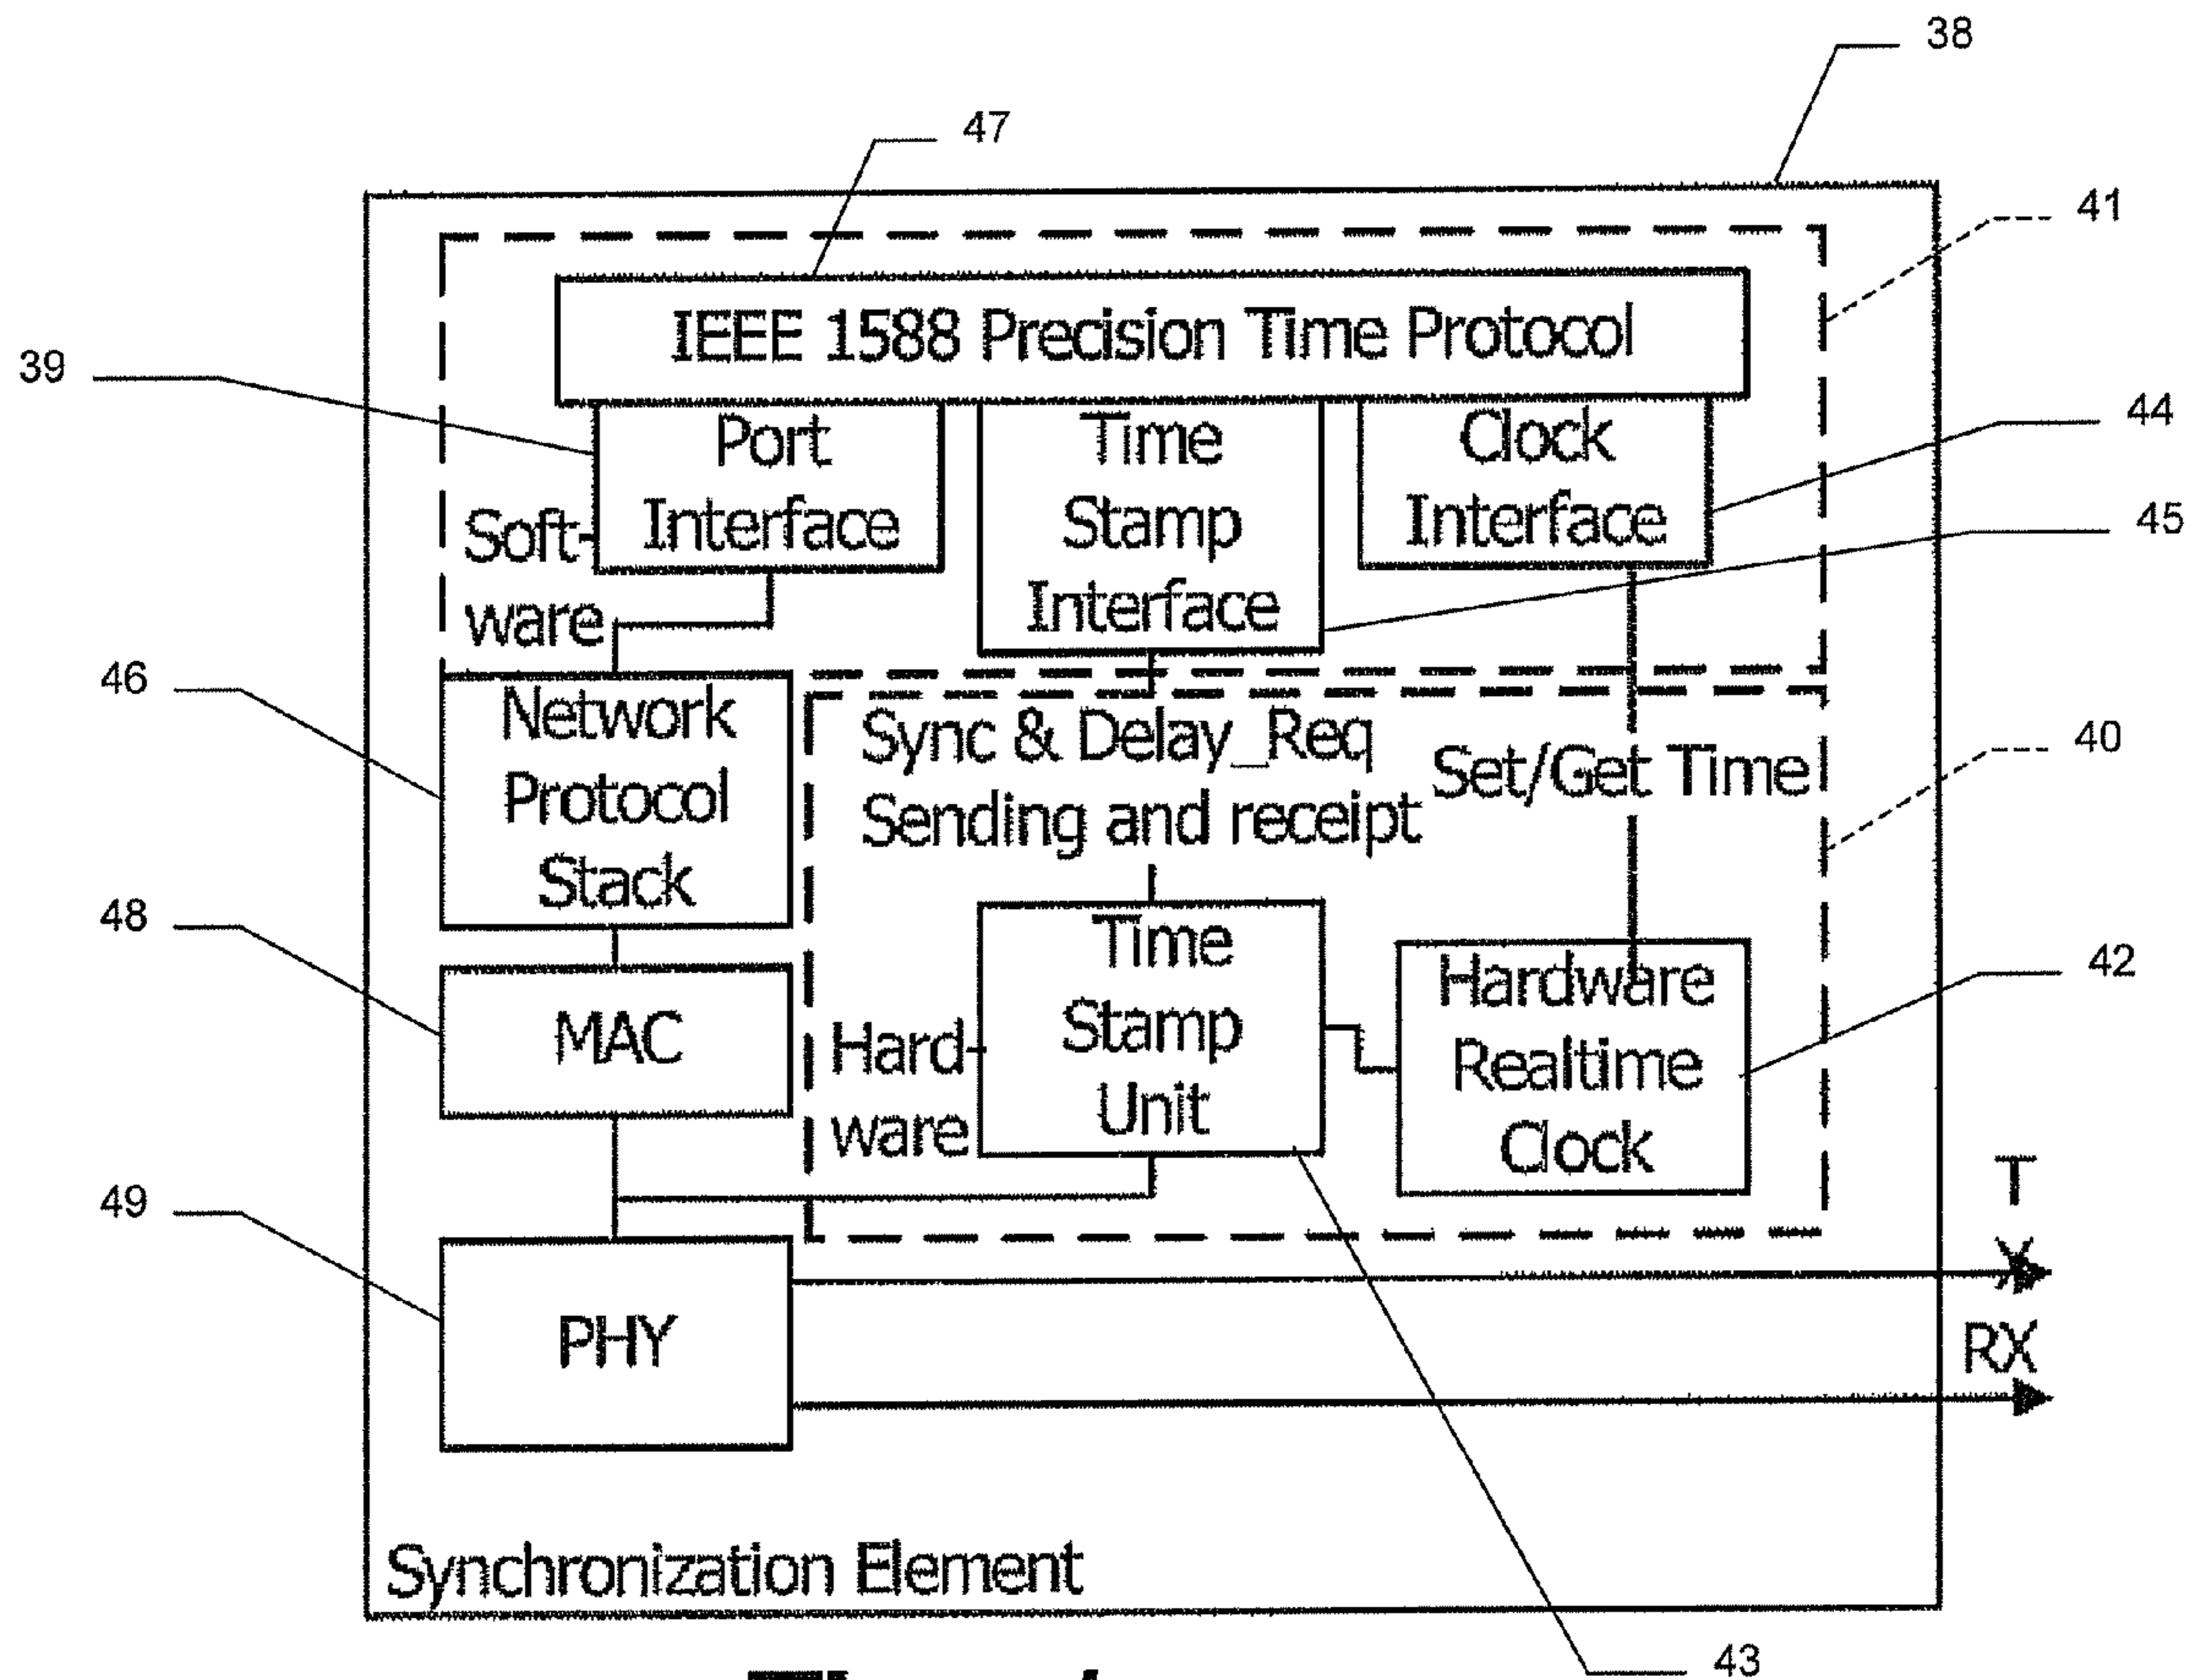 38
47
41
IEEE 1588 Precision Time Protocol
39
Port
Interface
Time
Stamp
Interface
Clock
Interface
44
45
Soft-
ware
46
Network
Protocol
Stack
Sync & Delay_Req
Sending and receipt
Set/Get Time
40
48
MAC
Time
Stamp
Unit
Hard-
ware
Hardware
Realtime
Clock
42
49
PHY
T
X
RX
Synchronization Element
43